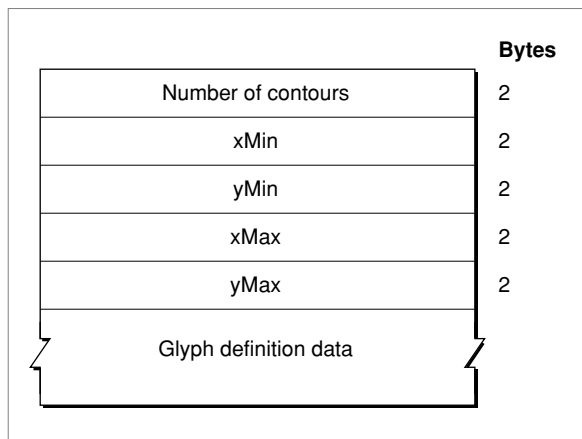 Bytes
Number of contours 2
xMin 2
yMin 2
xMax 2
yMax 2
Glyph definition data